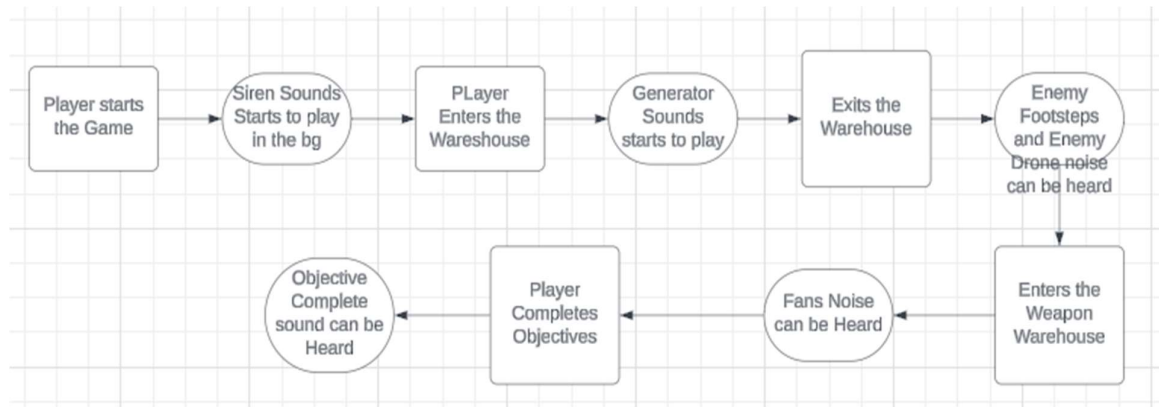 Player starts
the Game
Siren Sounds
Starts to play
in the bg
PLayer
Enters the
Wareshouse
Generator
Sounds
starts to play
Exits the
Warehouse
Enemy
Footsteps
and Enemy
Drone noise
can be heard
Enters the
Weapon
Warehouse
Fans Noise
can be Heard
Player
Completes
Objectives
Objective
Complete
sound can be
Heard